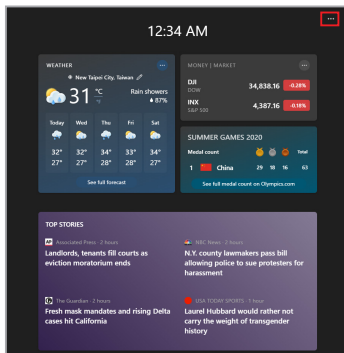 12:34 AM
WEATHER
New Taipei City, Taiwan
31 °C
°F
Rain showers
87%
Today Wed Thu Fri Sat
32° 32° 34° 33° 34°
27° 27° 28° 27° 27°
See full forecast
MONEY | MARKET
DJI
DOW
34,838.16 -0.28%
INX
S&P 500
4,387.16 -0.18%
SUMMER GAMES 2020
Medal count Total
1 China 29 18 16 63
See full medal count on Olympics.com
TOP STORIES
AP Associated Press · 2 hours
Landlords, tenants fill courts as
eviction moratorium ends
NBC News · 2 hours
N.Y. county lawmakers pass bill
allowing police to sue protesters for
harassment
The Guardian · 2 hours
Fresh mask mandates and rising Delta
cases hit California
USA TODAY SPORTS · 1 hour
Laurel Hubbard would rather not
carry the weight of transgender
history